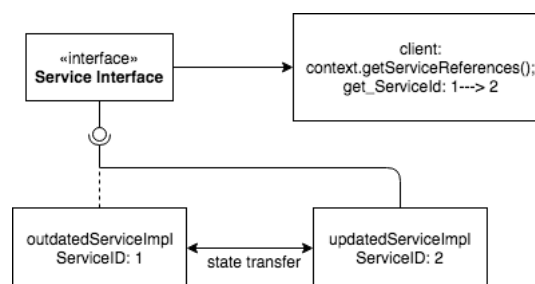 «interface»
Service Interface
client:
context.getServiceReferences();
get_ServiceId: 1---> 2
outdatedServiceImpl
ServiceID: 1
state transfer
updatedServiceImpl
ServiceID: 2